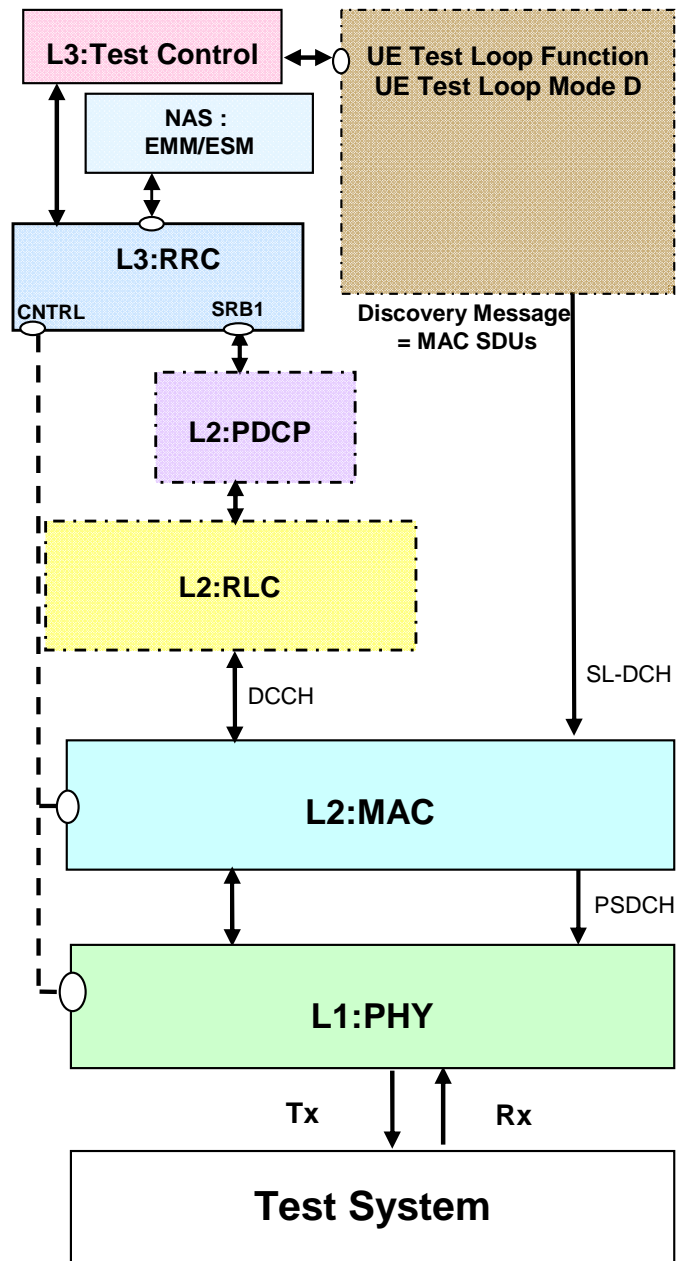 L3:Test Control
UE Test Loop Function
UE Test Loop Mode D
NAS :
EMM/ESM
L3:RRC
CNTRL
SRB1
Discovery Message
= MAC SDUs
L2:PDCP
L2:RLC
DCCH
SL-DCH
L2:MAC
PSDCH
L1:PHY
Tx
Rx
Test System